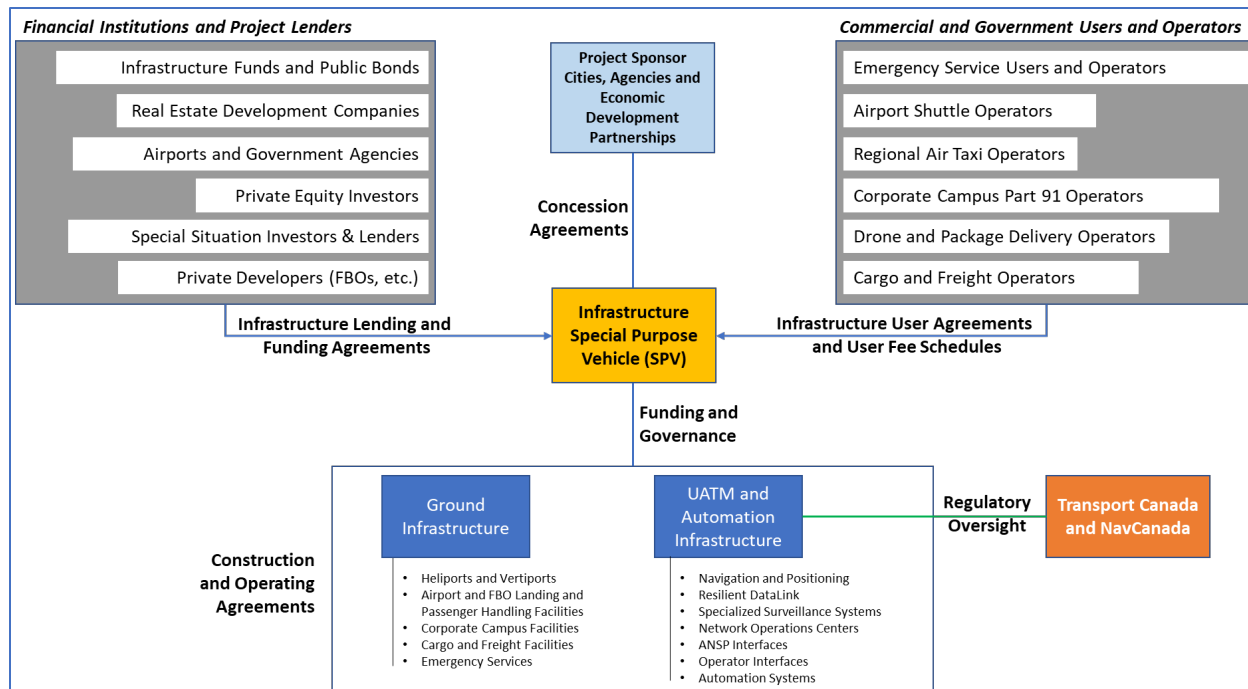 Financial Institutions and Project Lenders
Infrastructure Funds and Public Bonds
Real Estate Development Companies
Airports and Government Agencies
Private Equity Investors
Special Situation Investors & Lenders
Private Developers (FBOs, etc.)
Project Sponsor
Cities, Agencies and
Economic
Development
Partnerships
Commercial and Government Users and Operators
Emergency Service Users and Operators
Airport Shuttle Operators
Regional Air Taxi Operators
Corporate Campus Part 91 Operators
Drone and Package Delivery Operators
Cargo and Freight Operators
Concession
Agreements
Infrastructure Lending and
Funding Agreements
Infrastructure
Special Purpose
Vehicle (SPV)
Infrastructure User Agreements
and User Fee Schedules
Funding and
Governance
Construction
and Operating
Agreements
Ground
Infrastructure
• Heliports and Vertiports
• Airport and FBO Landing and
Passenger Handling Facilities
• Corporate Campus Facilities
• Cargo and Freight Facilities
• Emergency Services
UATM and
Automation
Infrastructure
• Navigation and Positioning
• Resilient DataLink
• Specialized Surveillance Systems
• Network Operations Centers
• ANSP Interfaces
• Operator Interfaces
• Automation Systems
Regulatory
Oversight
Transport Canada
and NavCanada